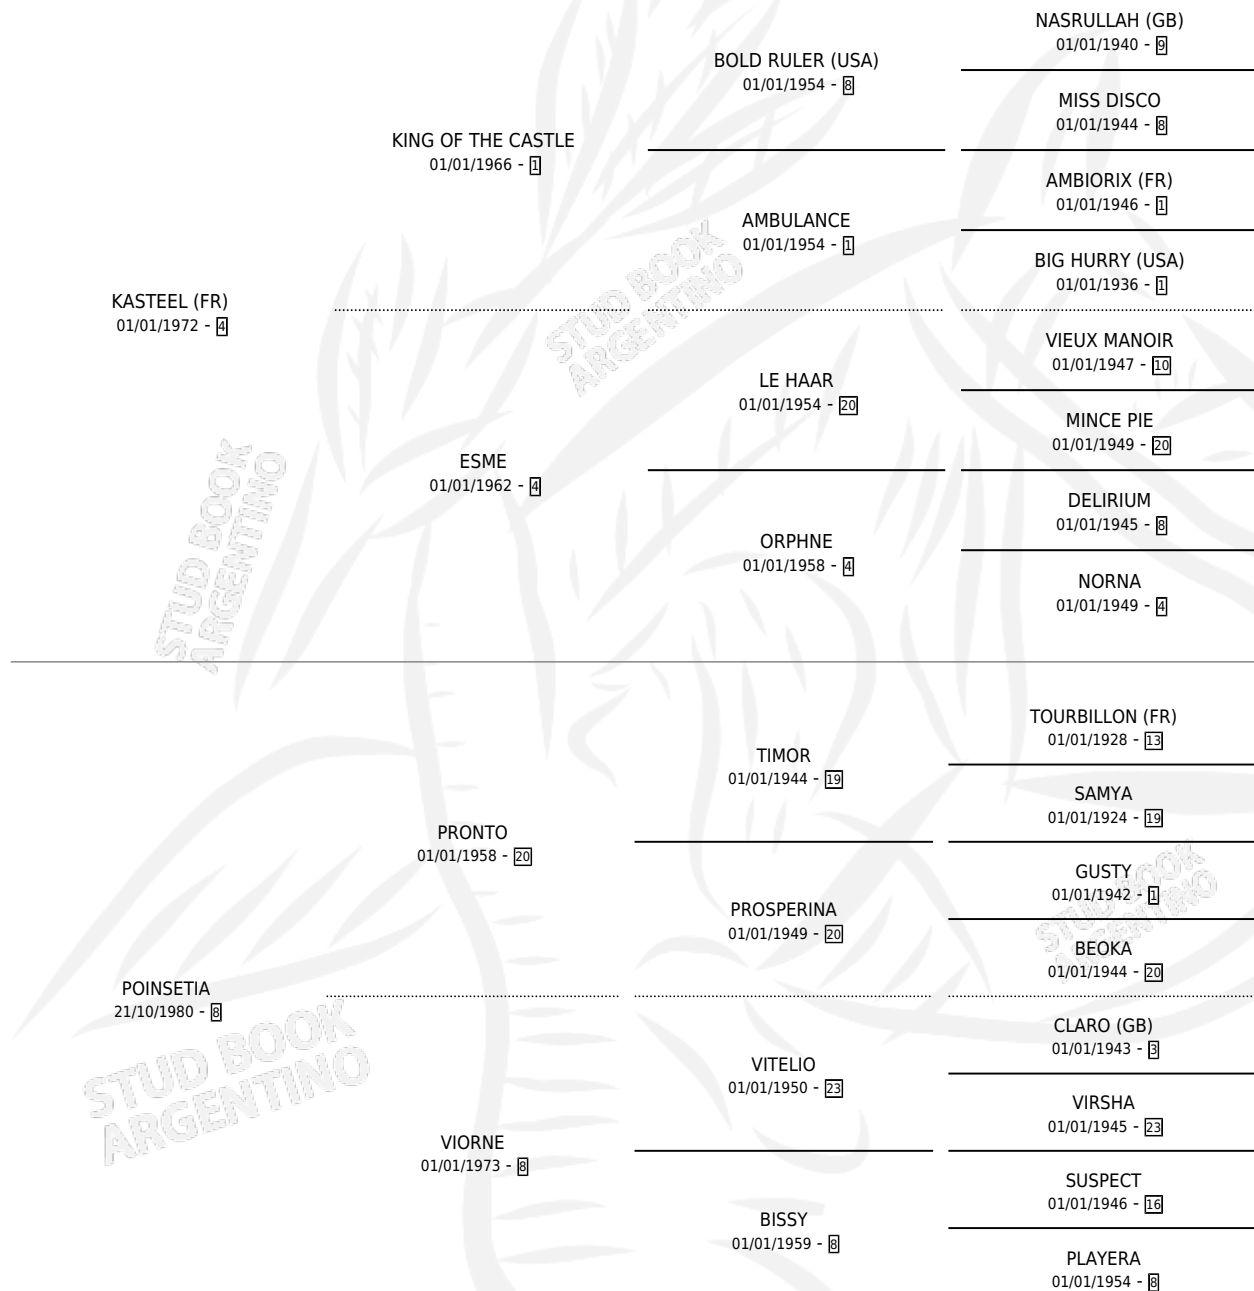 NASRULLAH (GB)
01/01/1940 - 9
BOLD RULER (USA)
01/01/1954 - 8
MISS DISCO
01/01/1944 - 8
KING OF THE CASTLE
01/01/1966 - 1
AMBIORIX (FR)
01/01/1946 - 1
AMBULANCE
01/01/1954 - 1
BIG HURRY (USA)
01/01/1936 - 1
KASTEEL (FR)
01/01/1972 - 4
STUD BOOK
ARGENTINO
VIEUX MANOIR
01/01/1947 - 10
LE HAAR
01/01/1954 - 20
MINCE PIE
01/01/1949 - 20
ESME
01/01/1962 - 4
DELIRIUM
01/01/1945 - 8
ORPHNE
01/01/1958 - 4
NORNA
01/01/1949 - 4
STUD BOOK
ARGENTINO
TOURBILLON (FR)
01/01/1928 - 13
TIMOR
01/01/1944 - 19
SAMYA
01/01/1924 - 19
PRONTO
01/01/1958 - 20
GUSTY
01/01/1942 - 1
PROSPERINA
01/01/1949 - 20
BEOKA
01/01/1944 - 20
STUD BOOK
ARGENTINO
POINSETIA
21/10/1980 - 8
CLARO (GB)
01/01/1943 - 3
VITELIO
01/01/1950 - 23
VIRSHA
01/01/1945 - 23
STUD BOOK
ARGENTINO
VIORNE
01/01/1973 - 8
SUSPECT
01/01/1946 - 16
BISSY
01/01/1959 - 8
PLAYERA
01/01/1954 - 8